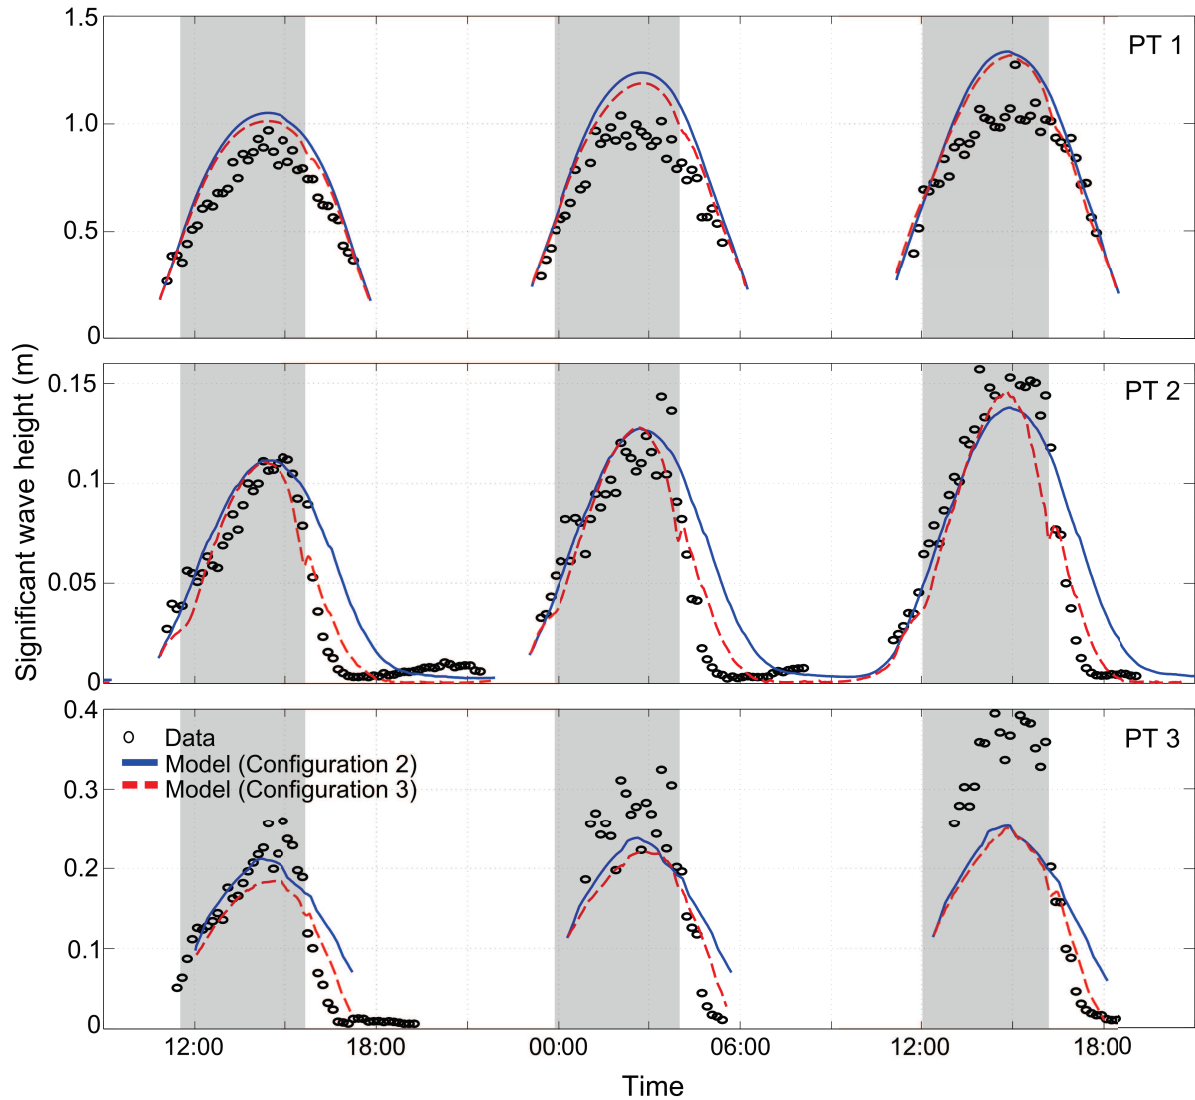 1.5
PT 1
1.0
0.5
0
Significant wave height (m)
0.15
PT 2
0.1
0.05
0
0.4
PT 3
Data
Model (Configuration 2)
Model (Configuration 3)
0.3
0.2
0.1
0
12:00 18:00 00:00 06:00 12:00 18:00
Time